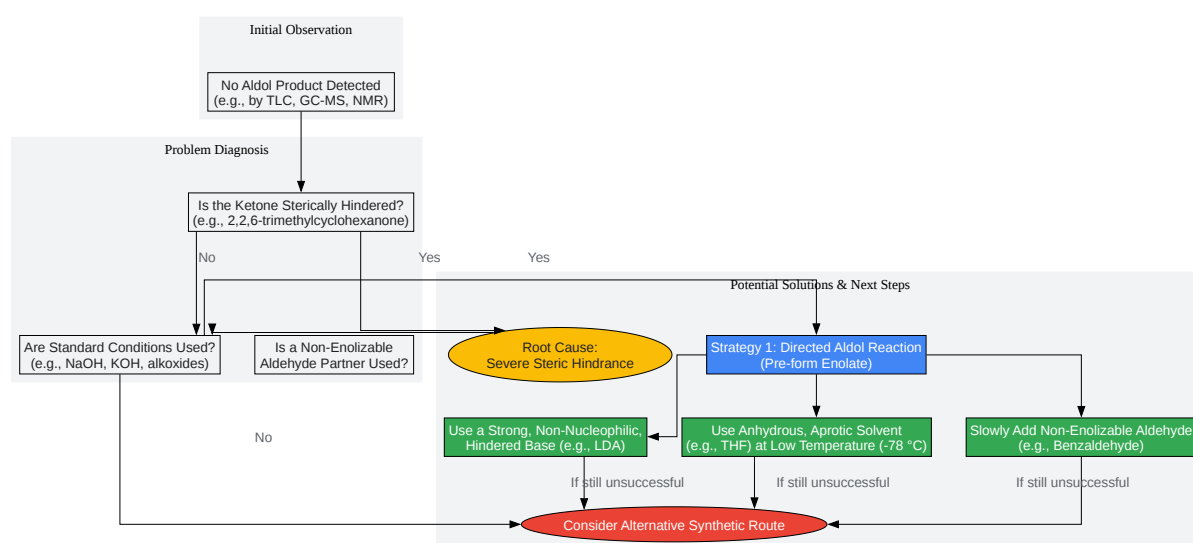 Initial Observation
No Aldol Product Detected
(e.g., by TLC, GC-MS, NMR)
Problem Diagnosis
Is the Ketone Sterically Hindered?
(e.g., 2,2,6-trimethylcyclohexanone)
No
Yes
Yes
Potential Solutions & Next Steps
Are Standard Conditions Used?
(e.g., NaOH, KOH, alkoxides)
Is a Non-Enolizable
Aldehyde Partner Used?
Root Cause:
Severe Steric Hindrance
Strategy 1: Directed Aldol Reaction
(Pre-form Enolate)
No
Use a Strong, Non-Nucleophilic,
Hindered Base (e.g., LDA)
Use Anhydrous, Aprotic Solvent
(e.g., THF) at Low Temperature (-78 °C)
Slowly Add Non-Enolizable Aldehyde
(e.g., Benzaldehyde)
If still unsuccessful
If still unsuccessful
If still unsuccessful
Consider Alternative Synthetic Route